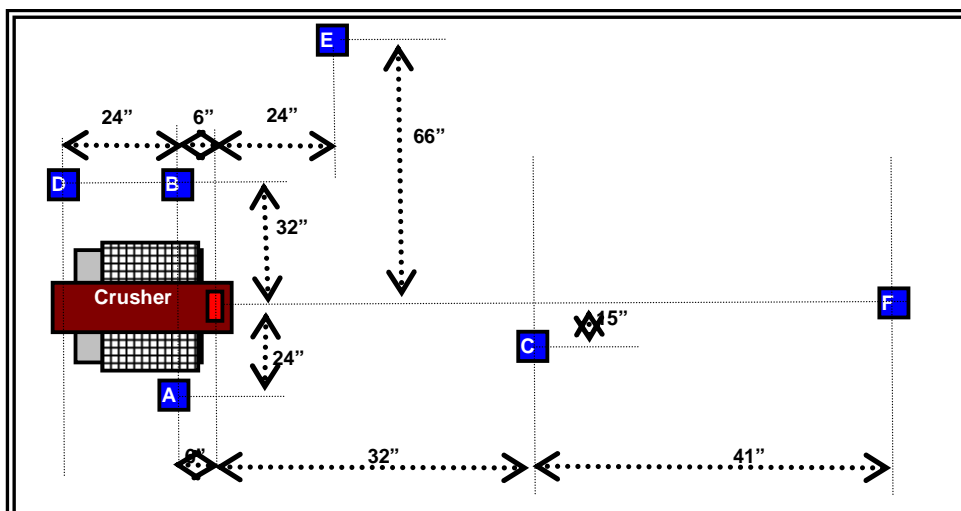 E
24” 6” 24”
66”
D B
32”
Crusher
F
15”
C
24”
A
6” 32” 41”